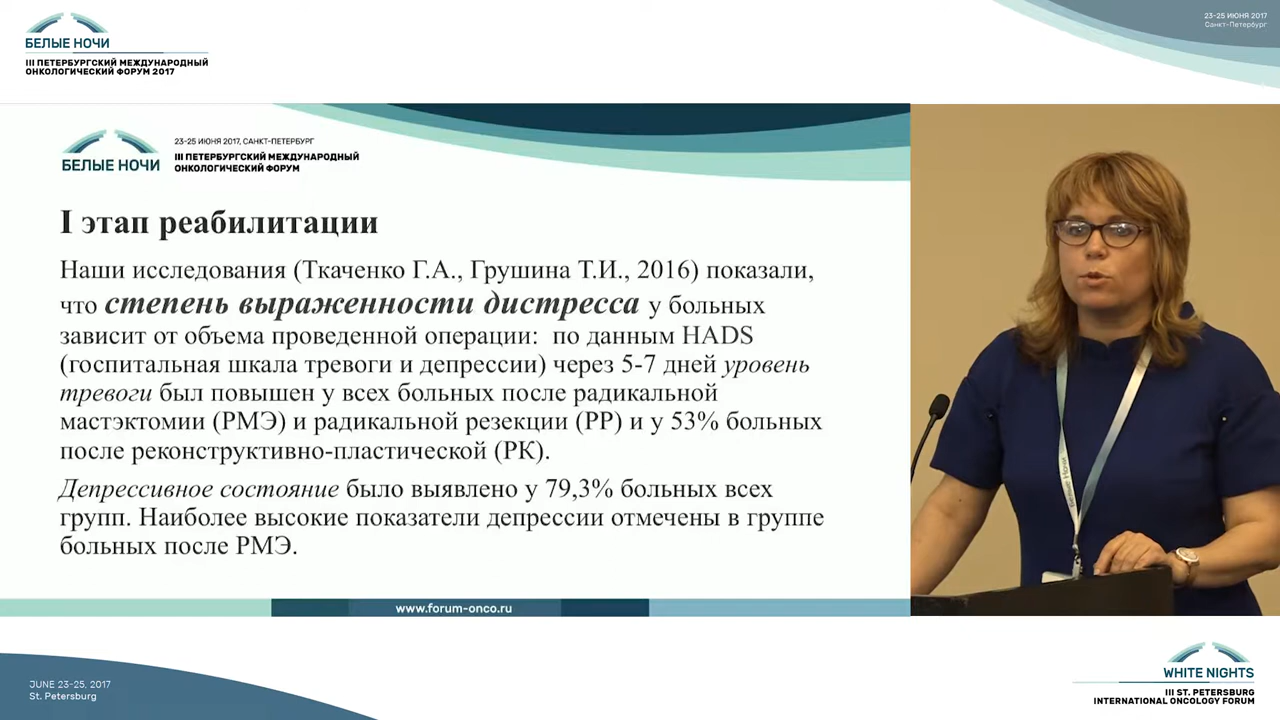 БЕЛЫЕ НОЧИ
III ПЕТЕРБУРГСКИЙ МЕЖДУНАРОДНЫЙ
ОНКОЛОГИЧЕСКИЙ ФОРУМ 2017
23-25 ИЮНЯ 2017
Санкт-Петербург
БЕЛЫЕ НОЧИ
23-25 ИЮНЯ 2017, САНКТ-ПЕТЕРБУРГ
III ПЕТЕРБУРГСКИЙ МЕЖДУНАРОДНЫЙ
ОНКОЛОГИЧЕСКИЙ ФОРУМ
I этап реабилитации
Наши исследования (Ткаченко Г.А., Грушина Т.И., 2016) показали,
что степень выраженности дистресса у больных
зависит от объема проведенной операции: по данным HADS
(госпитальная шкала тревоги и депрессии) через 5-7 дней уровень
тревоги был повышен у всех больных после радикальной
мастэктомии (РМЭ) и радикальной резекции (РР) и у 53% больных
после реконструктивно-пластической (РК).
Депрессивное состояние было выявлено у 79,3% больных всех
групп. Наиболее высокие показатели депрессии отмечены в группе
больных после РМЭ.
www.forum-onco.ru
Белые Ночи
JUNE 23-25, 2017
St. Petersburg
WHITE NIGHTS
III ST. PETERSBURG
INTERNATIONAL ONCOLOGY FORUM